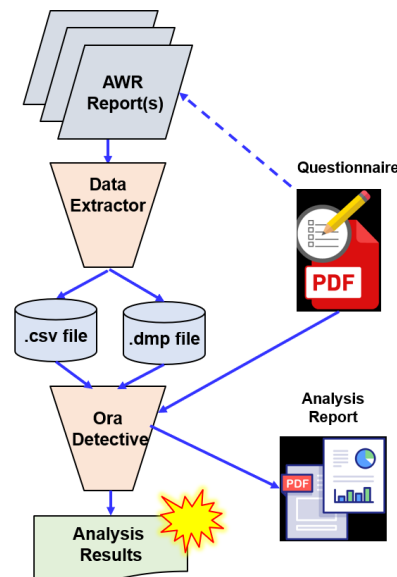 AWR
Report(s)
Questionnaire
Data
Extractor
PDF
.csv file
.dmp file
Analysis
Report
Ora
Detective
PDF
Analysis
Results